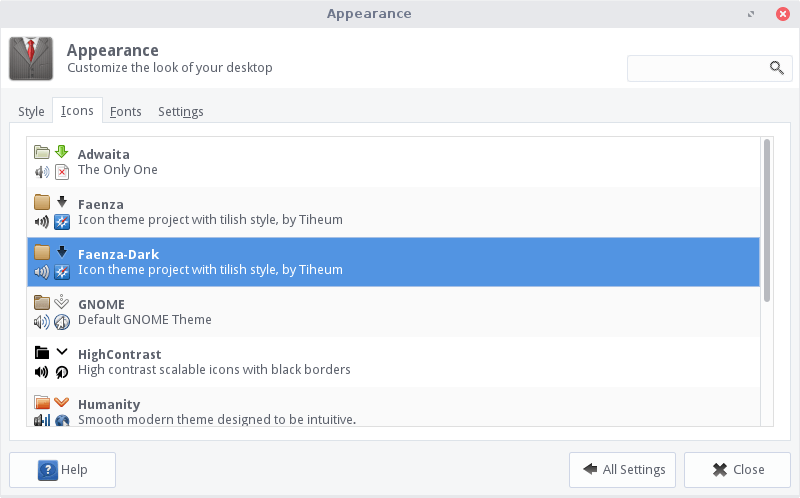 Appearance
Appearance
Customize the look of your desktop
Style Icons Fonts Settings
Adwaita
The Only One
Faenza
Icon theme project with tilish style, by Tiheum
Faenza-Dark
Icon theme project with tilish style, by Tiheum
GNOME
Default GNOME Theme
HighContrast
High contrast scalable icons with black borders
Humanity
Smooth modern theme designed to be intuitive.
Help All Settings Close